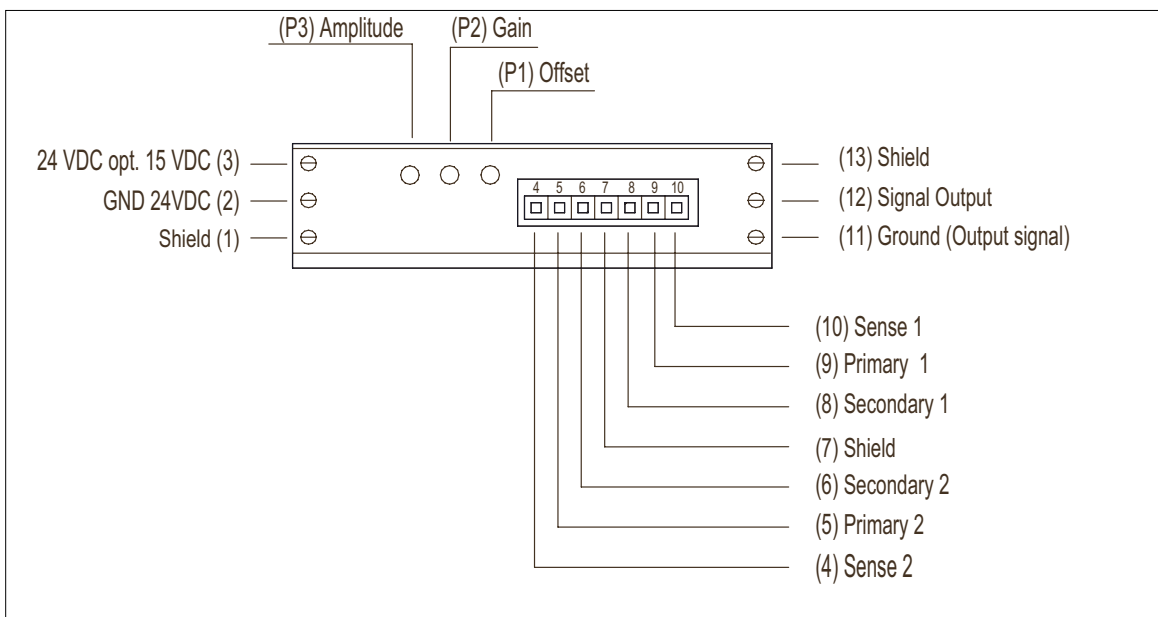 (P3) Amplitude
(P2) Gain
(P1) Offset
24 VDC opt. 15 VDC (3)
GND 24VDC (2)
Shield (1)
4 5 6 7 8 9 10
(13) Shield
(12) Signal Output
(11) Ground (Output signal)
(10) Sense 1
(9) Primary 1
(8) Secondary 1
(7) Shield
(6) Secondary 2
(5) Primary 2
(4) Sense 2